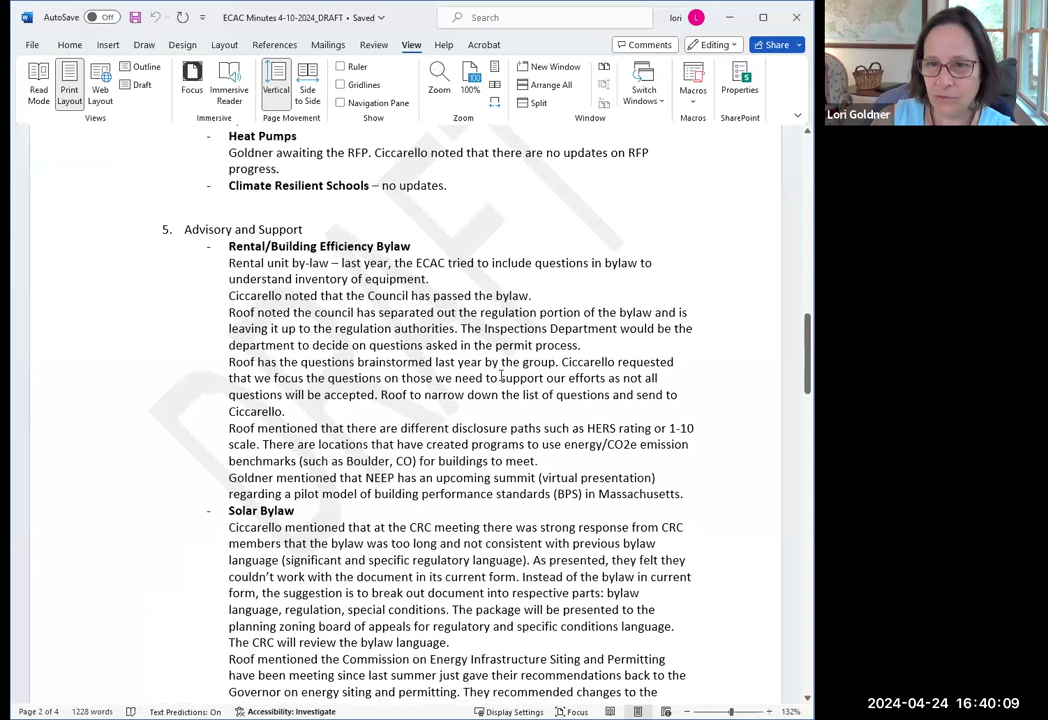 AutoSave Off ECAC Minutes 4-10-2024_DRAFT • Saved Search lori L
File Home Insert Draw Design Layout References Mailings Review View Help Acrobat Comments Editing Share
Read Mode
Print Layout
Web Layout
Outline
Draft
Views
Focus
Immersive Reader
Immersive
Vertical
Side to Side
Page Movement
Ruler
Gridlines
Navigation Pane
Show
Zoom
100%
Zoom
New Window
Arrange All
Split
Switch Windows
Window
Macros
Macros
Properties
SharePoint
Lori Goldner
DRAFT
- Heat Pumps
Goldner awaiting the RFP. Ciccarello noted that there are no updates on RFP
progress.
- Climate Resilient Schools – no updates.
5. Advisory and Support
- Rental/Building Efficiency Bylaw
Rental unit by-law – last year, the ECAC tried to include questions in bylaw to
understand inventory of equipment.
Ciccarello noted that the Council has passed the bylaw.
Roof noted the council has separated out the regulation portion of the bylaw and is
leaving it up to the regulation authorities. The Inspections Department would be the
department to decide on questions asked in the permit process.
Roof has the questions brainstormed last year by the group. Ciccarello requested
that we focus the questions on those we need to support our efforts as not all
questions will be accepted. Roof to narrow down the list of questions and send to
Ciccarello.
Roof mentioned that there are different disclosure paths such as HERS rating or 1-10
scale. There are locations that have created programs to use energy/CO2e emission
benchmarks (such as Boulder, CO) for buildings to meet.
Goldner mentioned that NEEP has an upcoming summit (virtual presentation)
regarding a pilot model of building performance standards (BPS) in Massachusetts.
- Solar Bylaw
Ciccarello mentioned that at the CRC meeting there was strong response from CRC
members that the bylaw was too long and not consistent with previous bylaw
language (significant and specific regulatory language). As presented, they felt they
couldn't work with the document in its current form. Instead of the bylaw in current
form, the suggestion is to break out document into respective parts: bylaw
language, regulation, special conditions. The package will be presented to the
planning zoning board of appeals for regulatory and specific conditions language.
The CRC will review the bylaw language.
Roof mentioned the Commission on Energy Infrastructure Siting and Permitting
have been meeting since last summer just gave their recommendations back to the
Governor on energy siting and permitting. They recommended changes to the
Page 2 of 4 1228 words Text Predictions: On Accessibility: Investigate Display Settings Focus 132%
2024-04-24 16:40:09